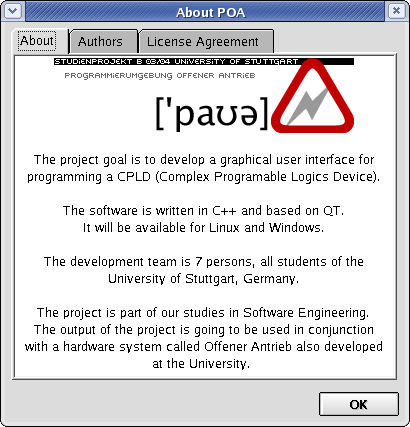 About POA
About Authors License Agreement
STUDIENPROJEKT B 03/04 UNIVERSITY OF STUTTGART
PROGRAMMIERUMGEBUNG OFFENER ANTRIEB
['paʊə]
The project goal is to develop a graphical user interface for
programming a CPLD (Complex Programable Logics Device).
The software is written in C++ and based on QT.
It will be available for Linux and Windows.
The development team is 7 persons, all students of the
University of Stuttgart, Germany.
The project is part of our studies in Software Engineering.
The output of the project is going to be used in conjunction
with a hardware system called Offener Antrieb also developed
at the University.
OK